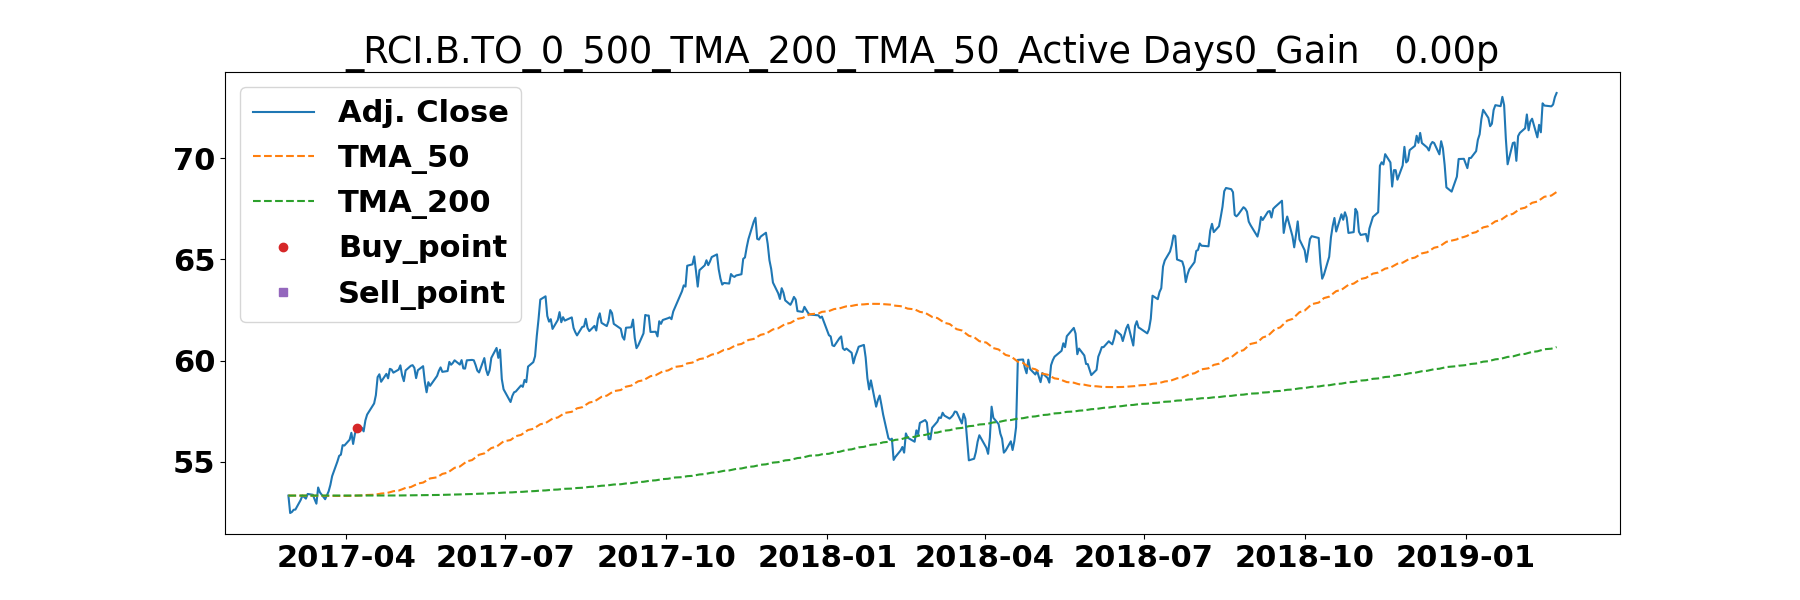 _RCI.B.TO_0_500_TMA_200_TMA_50_Active Days0_Gain   0.00p
Adj. Close
TMA_50
TMA_200
Buy_point
Sell_point
70
65
60
55
2017-04 2017-07 2017-10 2018-01 2018-04 2018-07 2018-10 2019-01